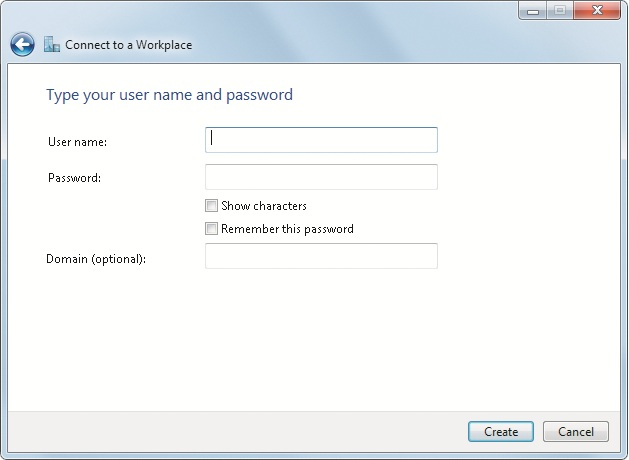 Connect to a Workplace
Type your user name and password
User name:
Password:
Show characters
Remember this password
Domain (optional):
Create Cancel